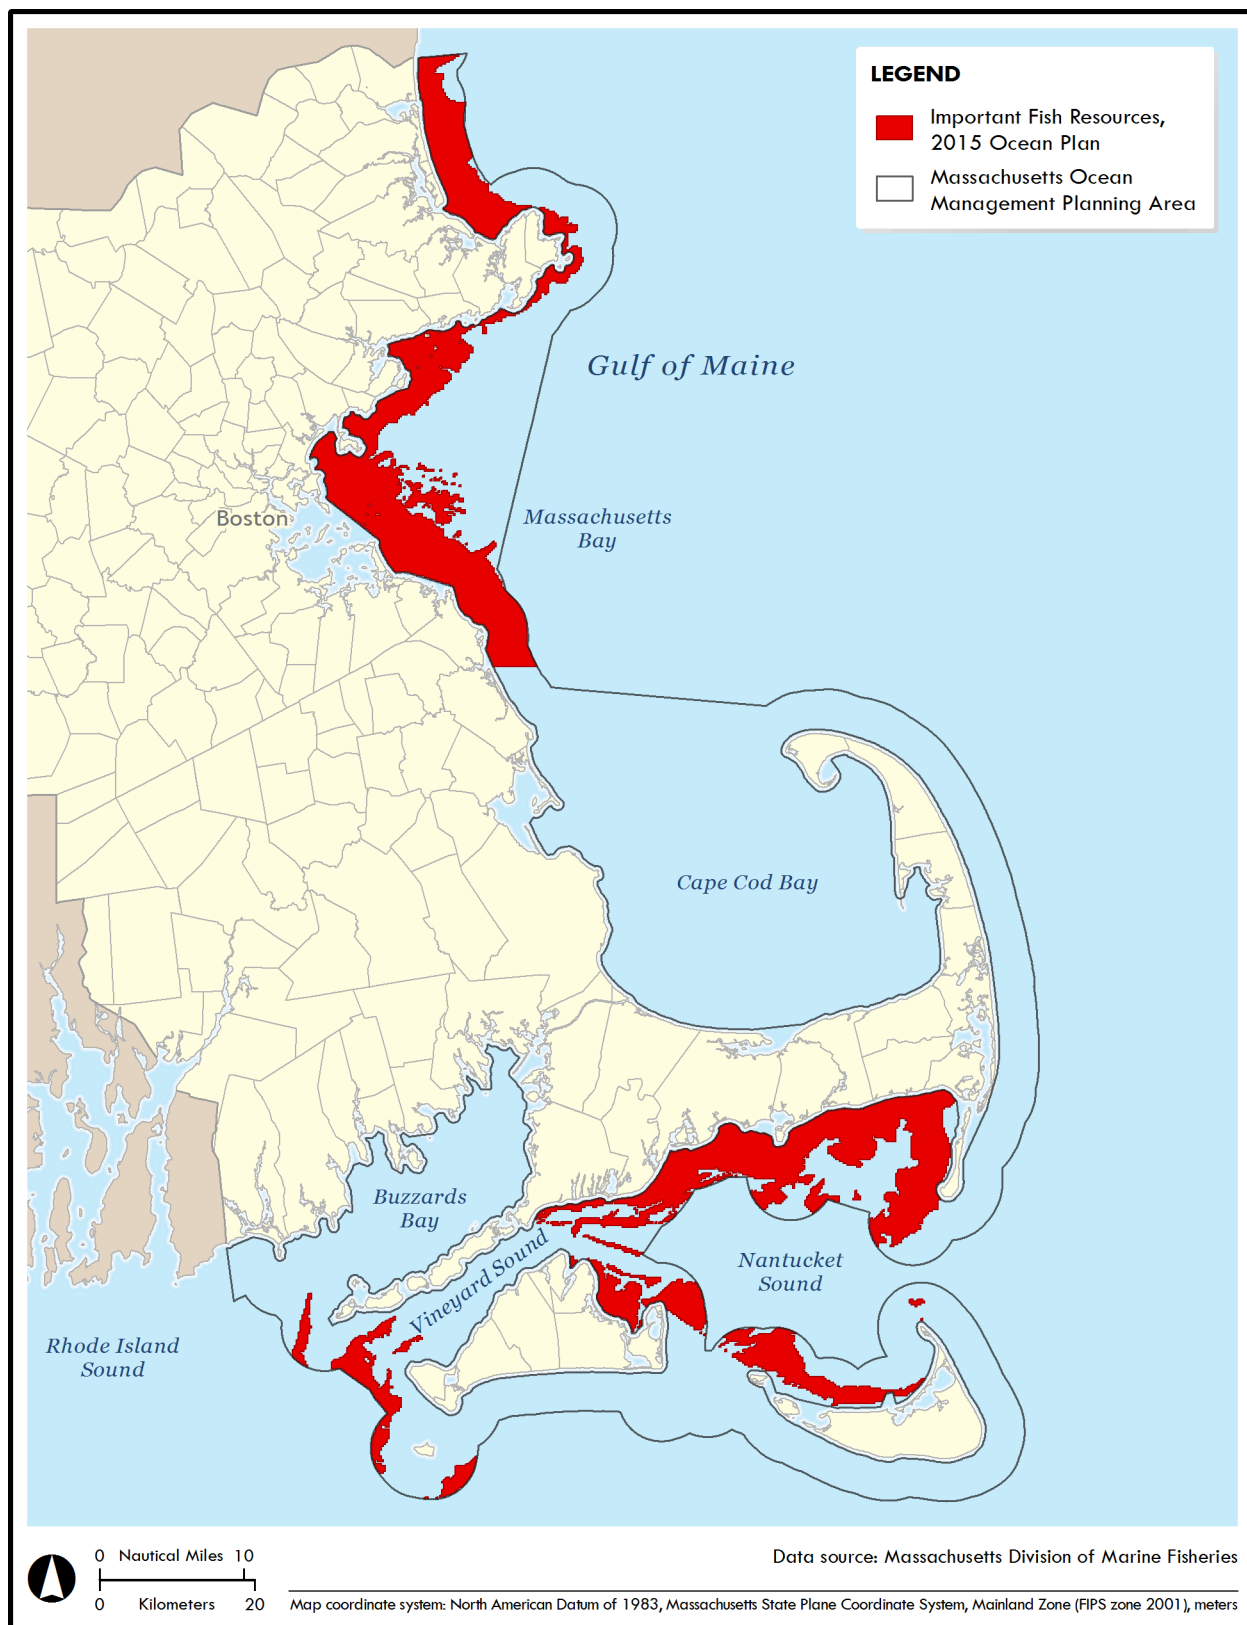 LEGEND
Important Fish Resources,
2015 Ocean Plan
Massachusetts Ocean
Management Planning Area
Gulf of Maine
Massachusetts
Bay
Boston
Cape Cod Bay
Buzzards
Bay
Vineyard Sound
Nantucket
Sound
Rhode Island
Sound
0 Nautical Miles 10
0 Kilometers 20
Data source: Massachusetts Division of Marine Fisheries
Map coordinate system: North American Datum of 1983, Massachusetts State Plane Coordinate System, Mainland Zone (FIPS zone 2001), meters